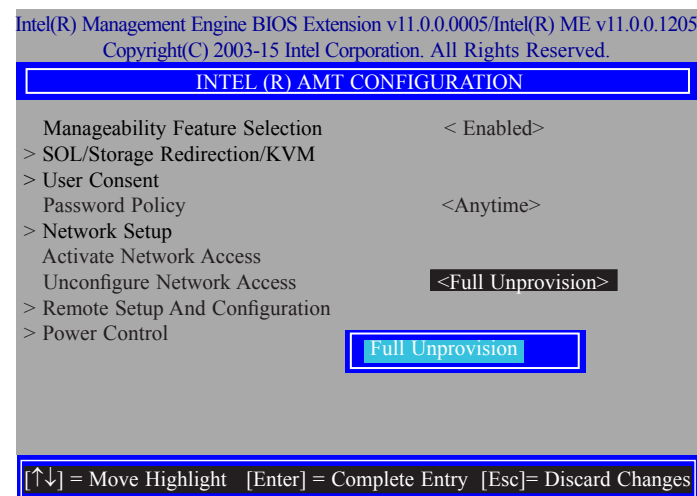 Intel(R) Management Engine BIOS Extension v11.0.0.0005/Intel(R) ME v11.0.0.1205
Copyright(C) 2003-15 Intel Corporation. All Rights Reserved.
INTEL (R) AMT CONFIGURATION
Manageability Feature Selection < Enabled>
> SOL/Storage Redirection/KVM
> User Consent
Password Policy <Anytime>
> Network Setup
Activate Network Access
Unconfigure Network Access <Full Unprovision>
> Remote Setup And Configuration
> Power Control
Full Unprovision
[↑↓] = Move Highlight [Enter] = Complete Entry [Esc]= Discard Changes